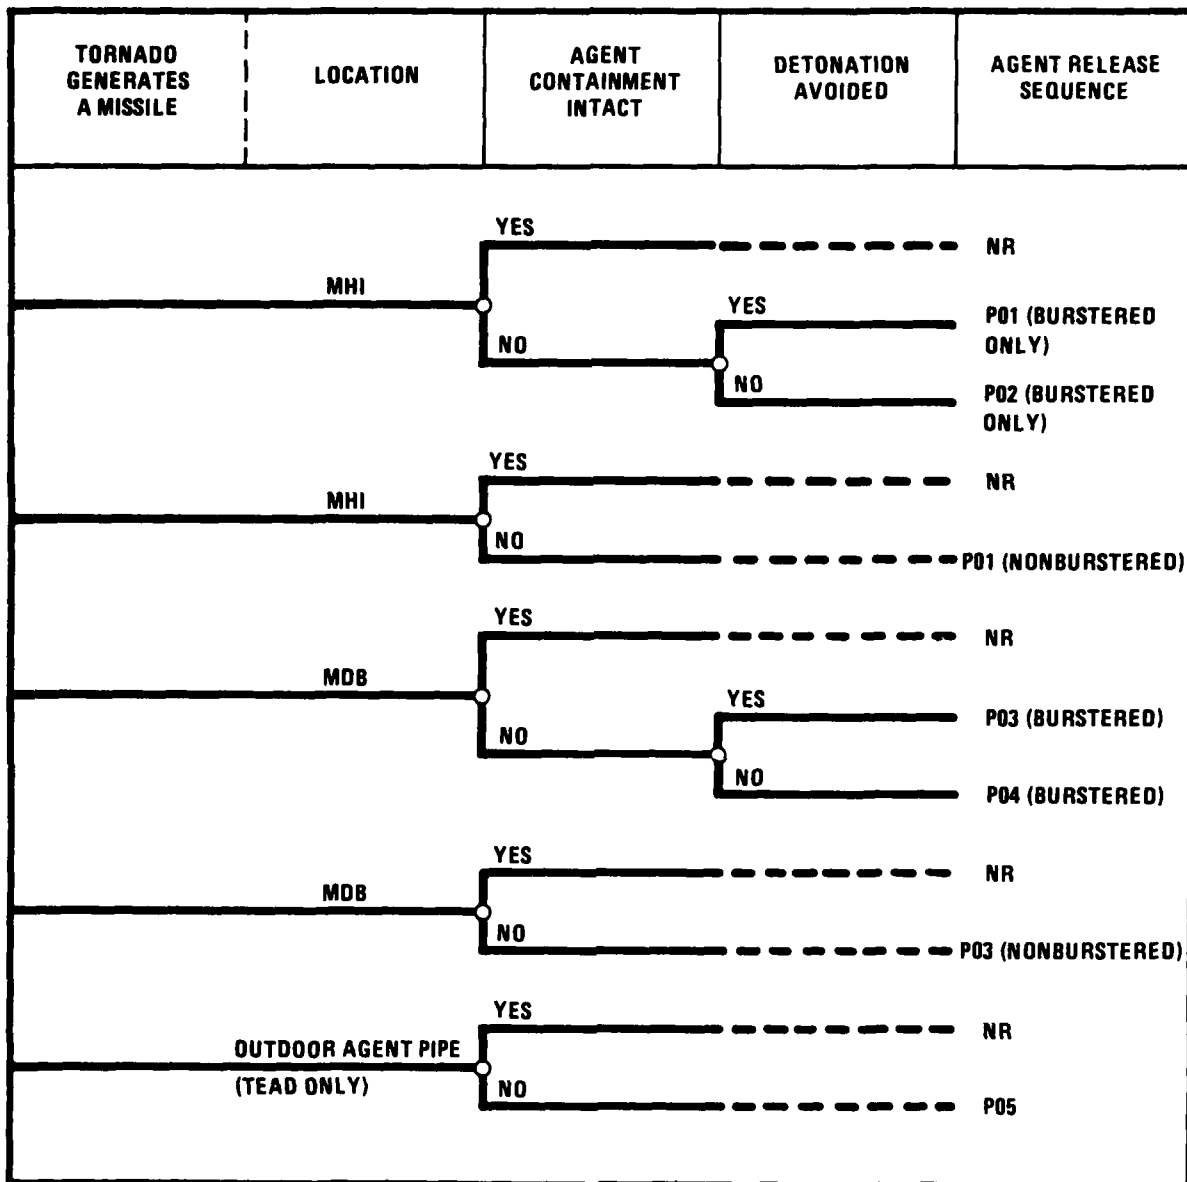 TORNADO
GENERATES
A MISSILE
LOCATION
AGENT
CONTAINMENT
INTACT
DETONATION
AVOIDED
AGENT RELEASE
SEQUENCE
YES
NR
MHI
YES
P01 (BURSTERED
ONLY)
NO
NO
P02 (BURSTERED
ONLY)
YES
NR
MHI
NO
P01 (NONBURSTERED)
YES
NR
MDB
YES
P03 (BURSTERED)
NO
NO
P04 (BURSTERED)
YES
NR
MDB
NO
P03 (NONBURSTERED)
YES
NR
OUTDOOR AGENT PIPE
(TEAD ONLY)
NO
P05